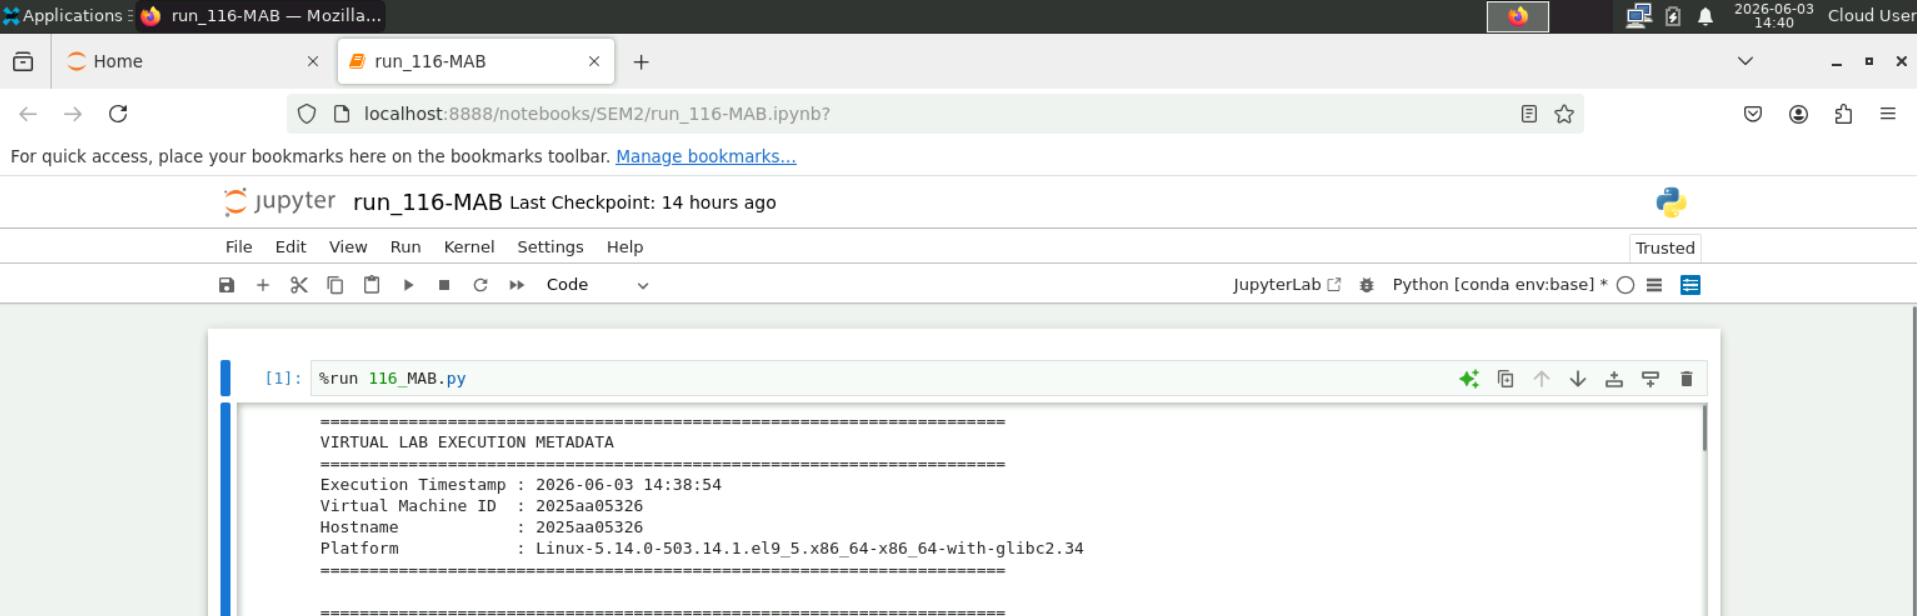 Applications run_116-MAB — Mozilla... 2026-06-03 14:40 Cloud User
Home run_116-MAB
localhost:8888/notebooks/SEM2/run_116-MAB.ipynb?
For quick access, place your bookmarks here on the bookmarks toolbar. Manage bookmarks...
jupyter run_116-MAB Last Checkpoint: 14 hours ago
File Edit View Run Kernel Settings Help Trusted
Code JupyterLab Python [conda env:base] *
[1]: %run 116_MAB.py
======================================================================
VIRTUAL LAB EXECUTION METADATA
======================================================================
Execution Timestamp : 2026-06-03 14:38:54
Virtual Machine ID  : 2025aa05326
Hostname            : 2025aa05326
Platform            : Linux-5.14.0-503.14.1.el9_5.x86_64-x86_64-with-glibc2.34
======================================================================
======================================================================